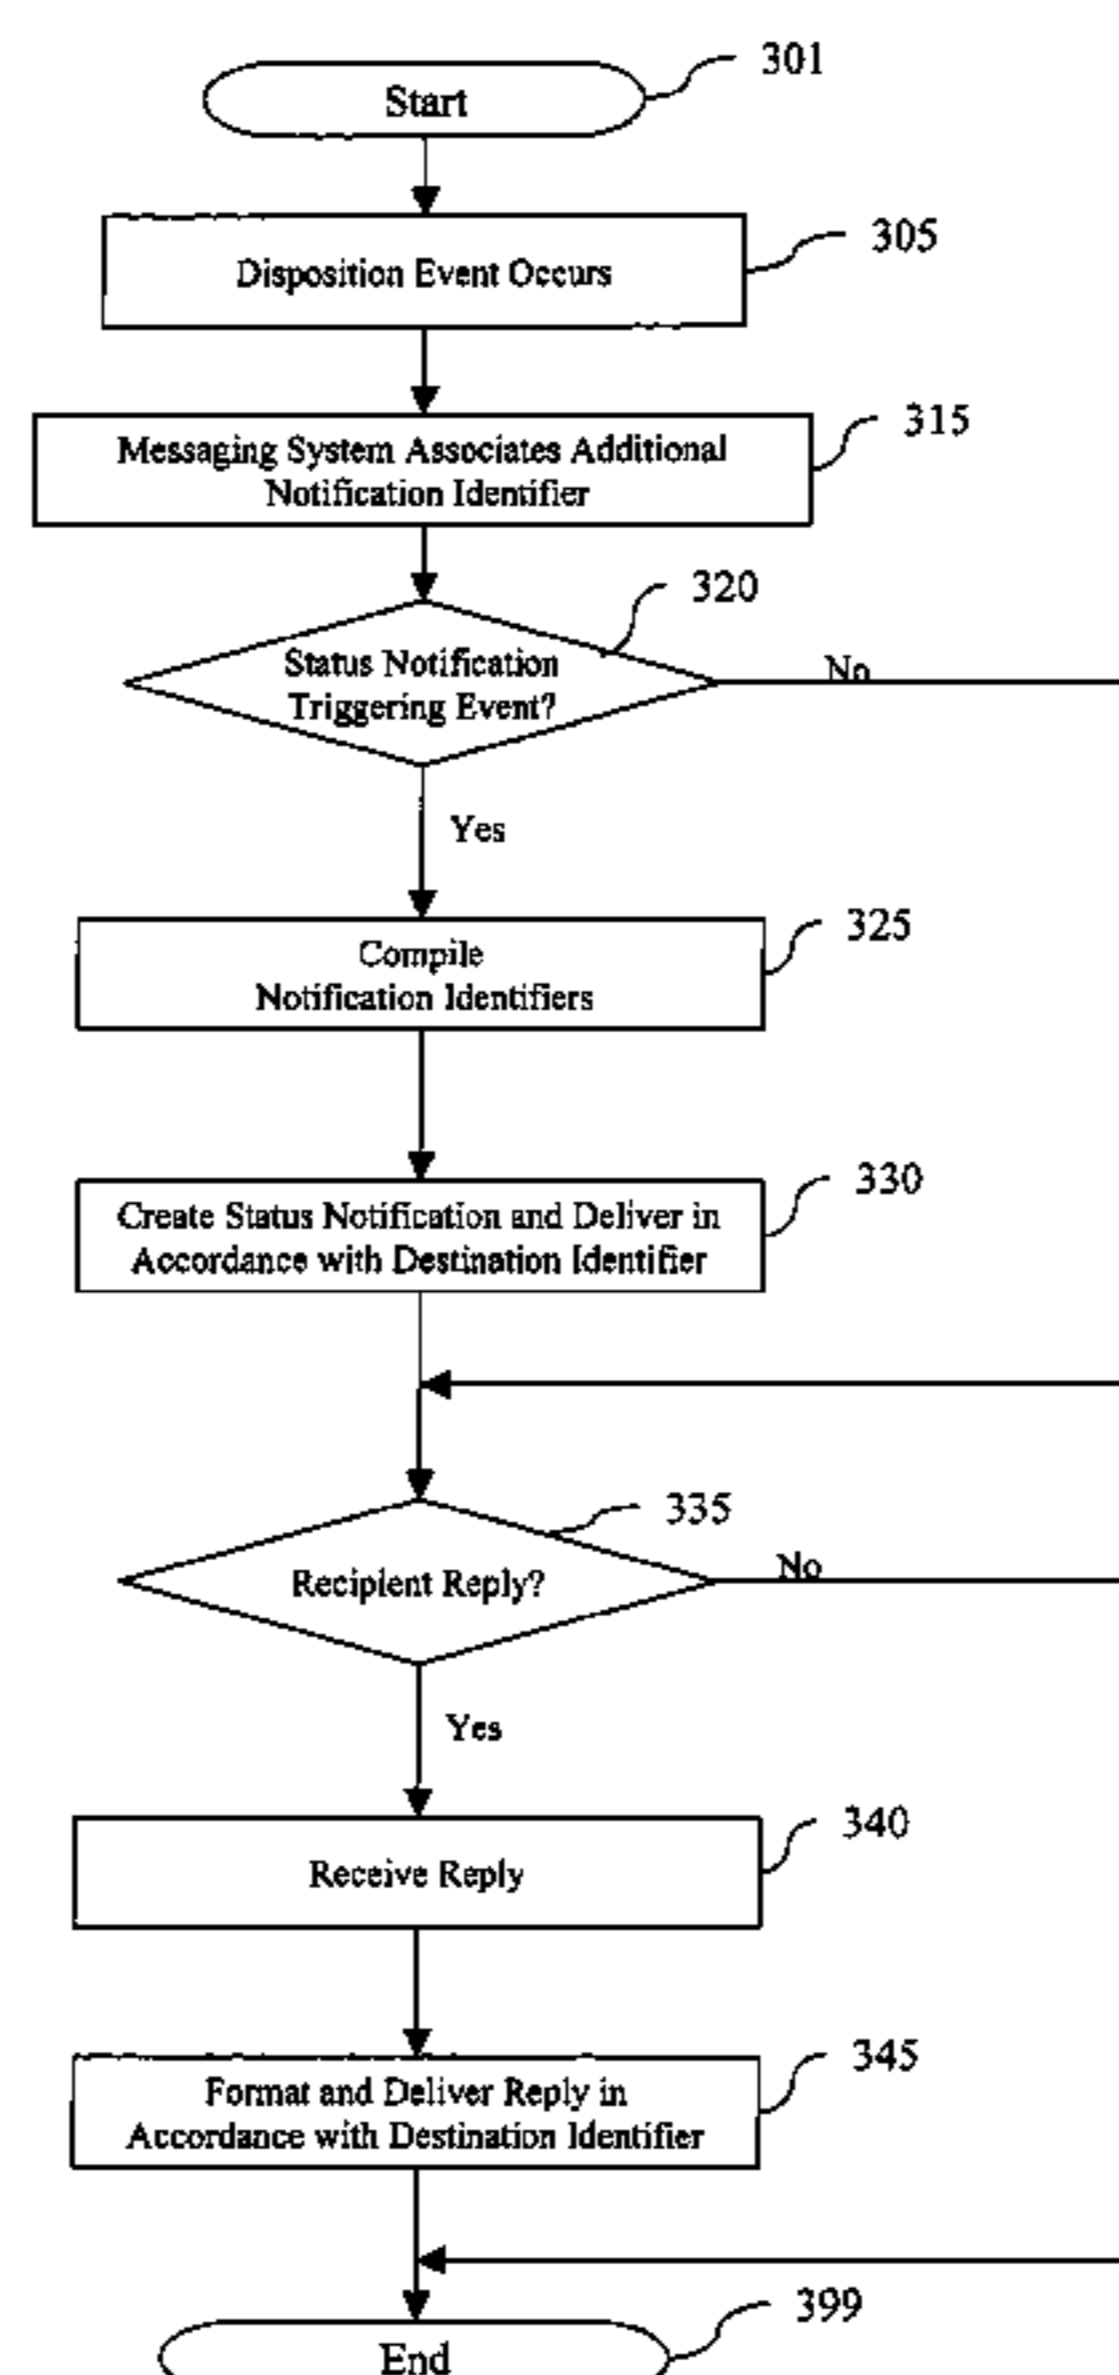 301
Start
305
Disposition Event Occurs
315
Messaging System Associates Additional
Notification Identifier
320
Status Notification
Triggering Event?
No
Yes
325
Compile
Notification Identifiers
330
Create Status Notification and Deliver in
Accordance with Destination Identifier
335
Recipient Reply?
No
Yes
340
Receive Reply
345
Format and Deliver Reply in
Accordance with Destination Identifier
399
End